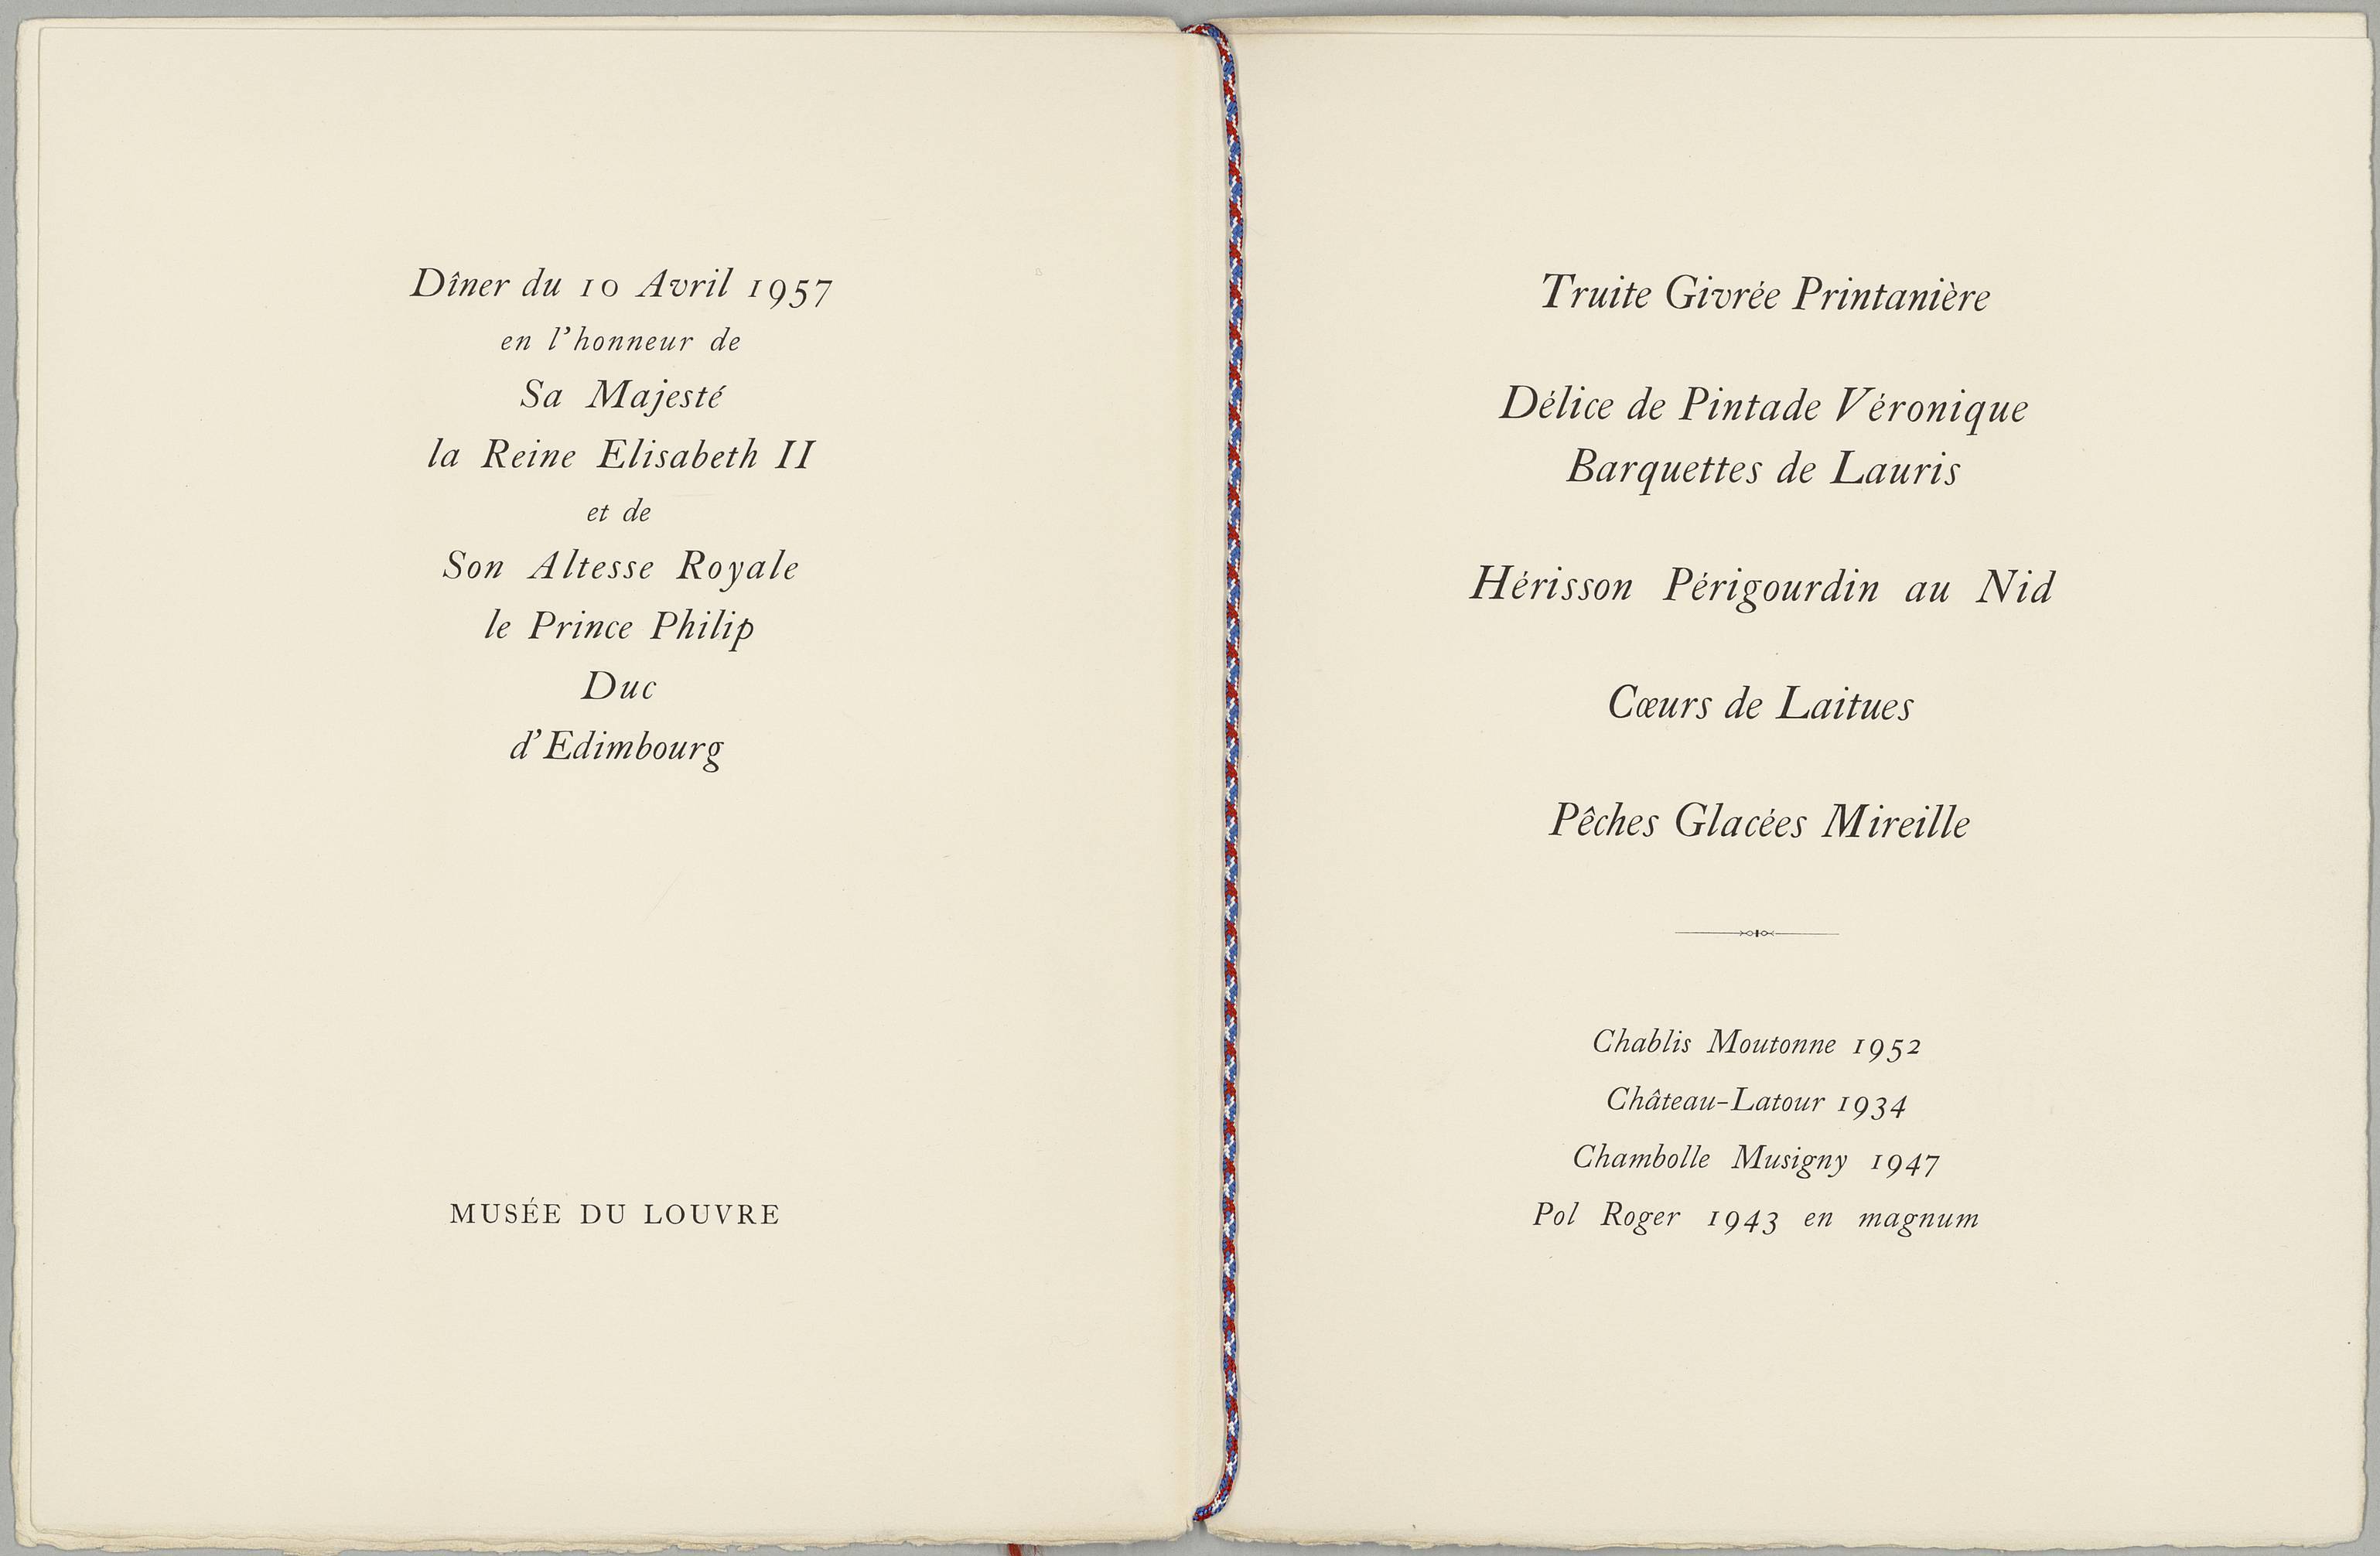 Dîner du 10 Avril 1957
en l’honneur de
Sa Majesté
la Reine Elisabeth II
et de
Son Altesse Royale
le Prince Philip
Duc
d’Edimbourg
MUSÉE DU LOUVRE
Truite Givrée Printanière
Délice de Pintade Véronique
Barquettes de Lauris
Hérisson Périgourdin au Nid
Cœurs de Laitues
Pêches Glacées Mireille
Chablis Moutonne 1952
Château-Latour 1934
Chambolle Musigny 1947
Pol Roger 1943 en magnum